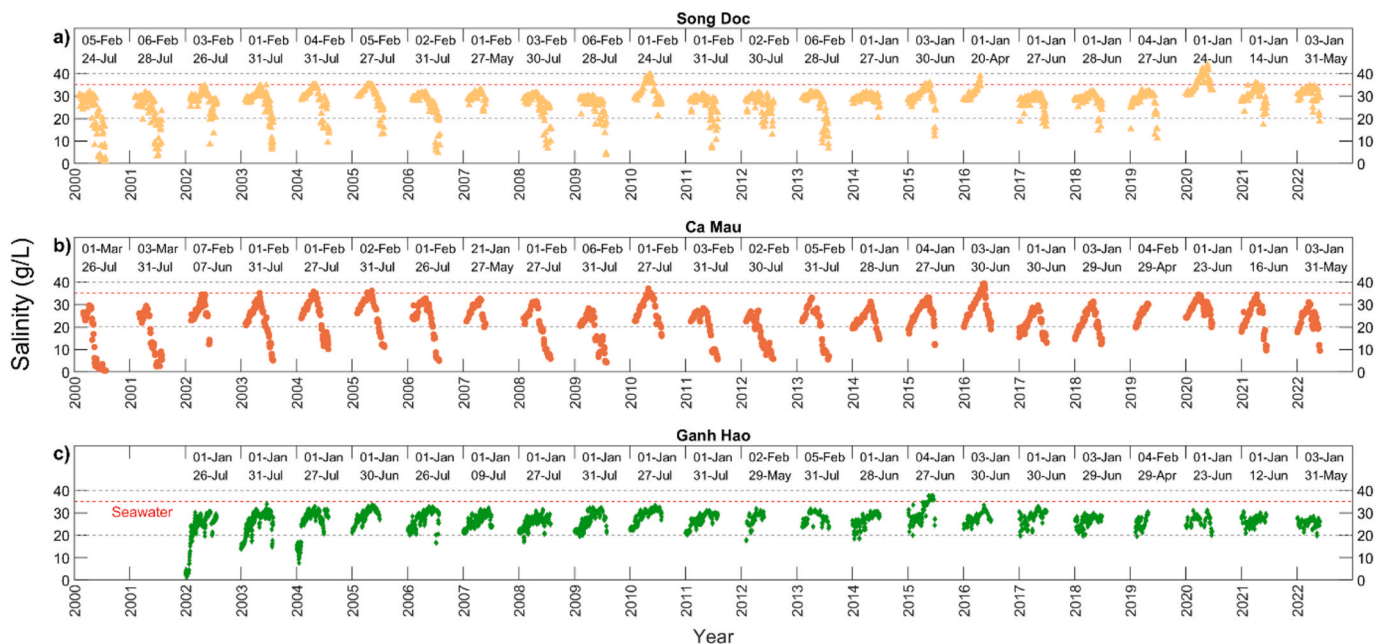 Song Doc
a)
05-Feb 06-Feb 03-Feb 01-Feb 04-Feb 05-Feb 02-Feb 01-Feb 03-Feb 06-Feb 01-Feb 01-Feb 02-Feb 06-Feb 01-Jan 03-Jan 01-Jan 01-Jan 01-Jan 04-Jan 01-Jan 01-Jan 03-Jan
24-Jul 28-Jul 26-Jul 31-Jul 31-Jul 27-Jul 31-Jul 27-May 30-Jul 28-Jul 24-Jul 31-Jul 30-Jul 28-Jul 28-Jun 30-Jun 20-Apr 27-Jun 28-Jun 27-Jun 24-Jun 14-Jun 31-May
40 40
30 30
20 20
10 10
0 0
2000 2001 2002 2003 2004 2005 2006 2007 2008 2009 2010 2011 2012 2013 2014 2015 2016 2017 2018 2019 2020 2021 2022
Ca Mau
b)
01-Mar 03-Mar 07-Feb 01-Feb 01-Feb 02-Feb 01-Feb 21-Jan 01-Feb 06-Feb 01-Feb 03-Feb 02-Feb 05-Feb 01-Jan 04-Jan 03-Jan 01-Jan 03-Jan 04-Feb 01-Jan 01-Jan 03-Jan
26-Jul 31-Jul 07-Jun 31-Jul 27-Jul 31-Jul 26-Jul 27-May 27-Jul 31-Jul 27-Jul 31-Jul 30-Jul 31-Jul 28-Jun 27-Jun 29-Jun 30-Jun 29-Jun 29-Apr 23-Jun 16-Jun 31-May
40 40
30 30
20 20
10 10
0 0
2000 2001 2002 2003 2004 2005 2006 2007 2008 2009 2010 2011 2012 2013 2014 2015 2016 2017 2018 2019 2020 2021 2022
Salinity (g/L)
Ganh Hao
c)
01-Jan 01-Jan 01-Jan 01-Jan 01-Jan 01-Jan 01-Jan 01-Jan 01-Jan 01-Jan 02-Feb 05-Feb 01-Jan 04-Jan 03-Jan 01-Jan 03-Jan 04-Feb 01-Jan 01-Jan 03-Jan
26-Jul 31-Jul 27-Jul 30-Jun 26-Jul 09-Jul 27-Jul 31-Jul 27-Jul 31-Jul 29-May 31-Jul 28-Jun 27-Jun 30-Jun 30-Jun 29-Jun 29-Apr 23-Jun 12-Jun 31-May
40 40
Seawater
30 30
20 20
10 10
0 0
2000 2001 2002 2003 2004 2005 2006 2007 2008 2009 2010 2011 2012 2013 2014 2015 2016 2017 2018 2019 2020 2021 2022
Year